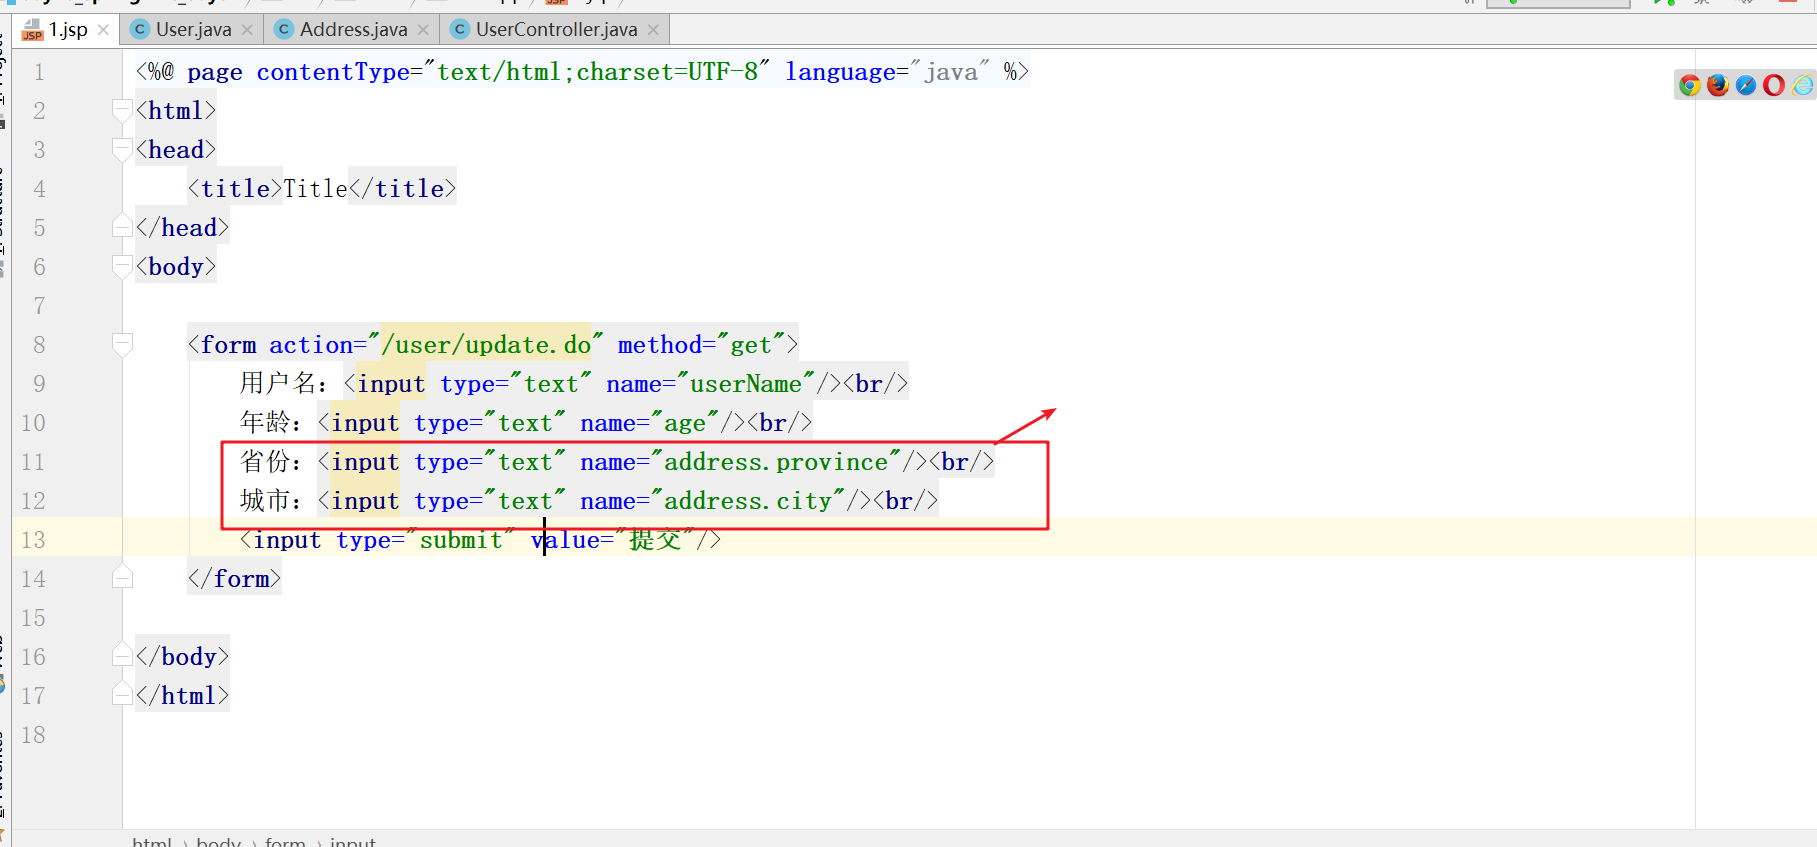 1.jsp User.java Address.java UserController.java
1 <%@ page contentType="text/html;charset=UTF-8" language="java" %>
2 <html>
3 <head>
4 <title>Title</title>
5 </head>
6 <body>
7
8 <form action="/user/update.do" method="get">
9 用户名：<input type="text" name="userName"/><br/>
10 年龄：<input type="text" name="age"/><br/>
11 省份：<input type="text" name="address.province"/><br/>
12 城市：<input type="text" name="address.city"/><br/>
13 <input type="submit" value="提交"/>
14 </form>
15
16 </body>
17 </html>
18
html › body › form › input